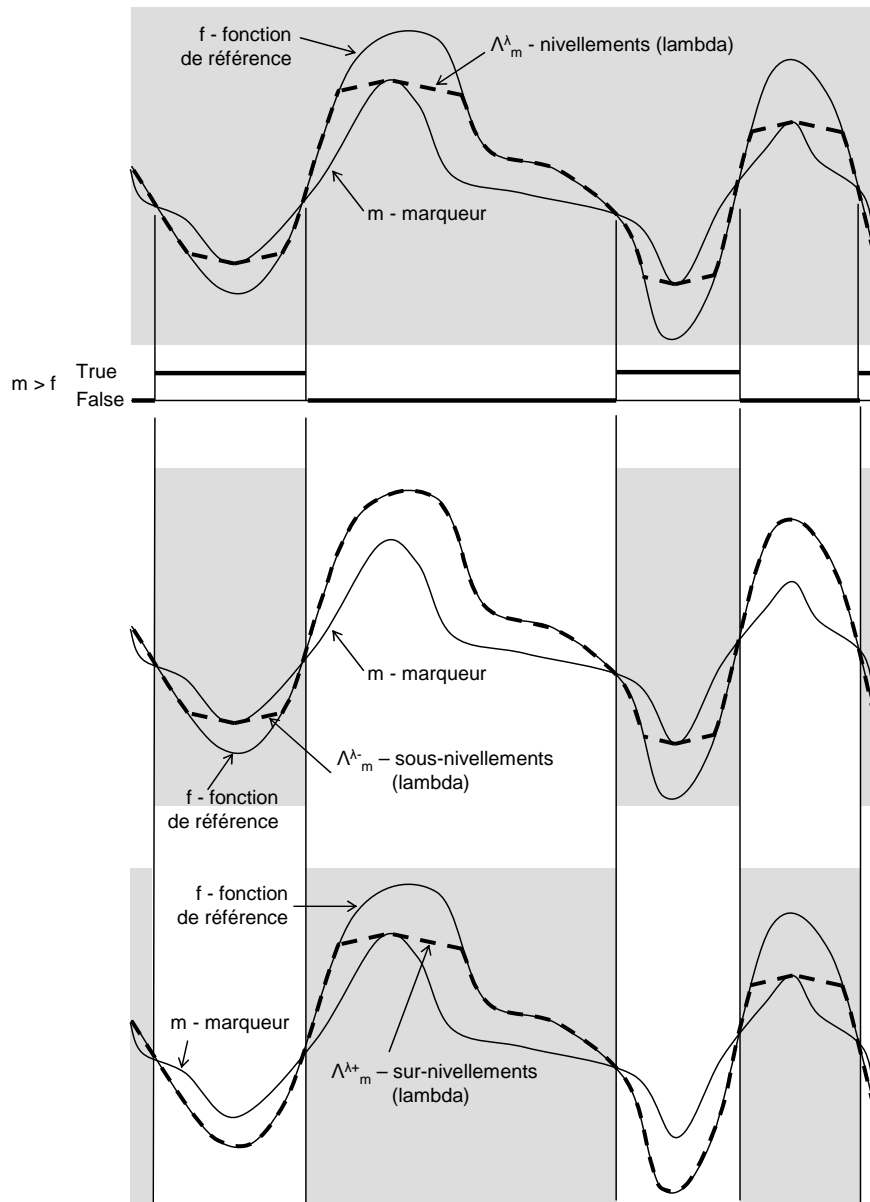 f - fonction
de référence
Λ^λ_m - nivellements (lambda)
m - marqueur
m > f
True
False
m - marqueur
Λ^λ-_m – sous-nivellements
(lambda)
f - fonction
de référence
f - fonction
de référence
m - marqueur
Λ^λ+_m – sur-nivellements
(lambda)